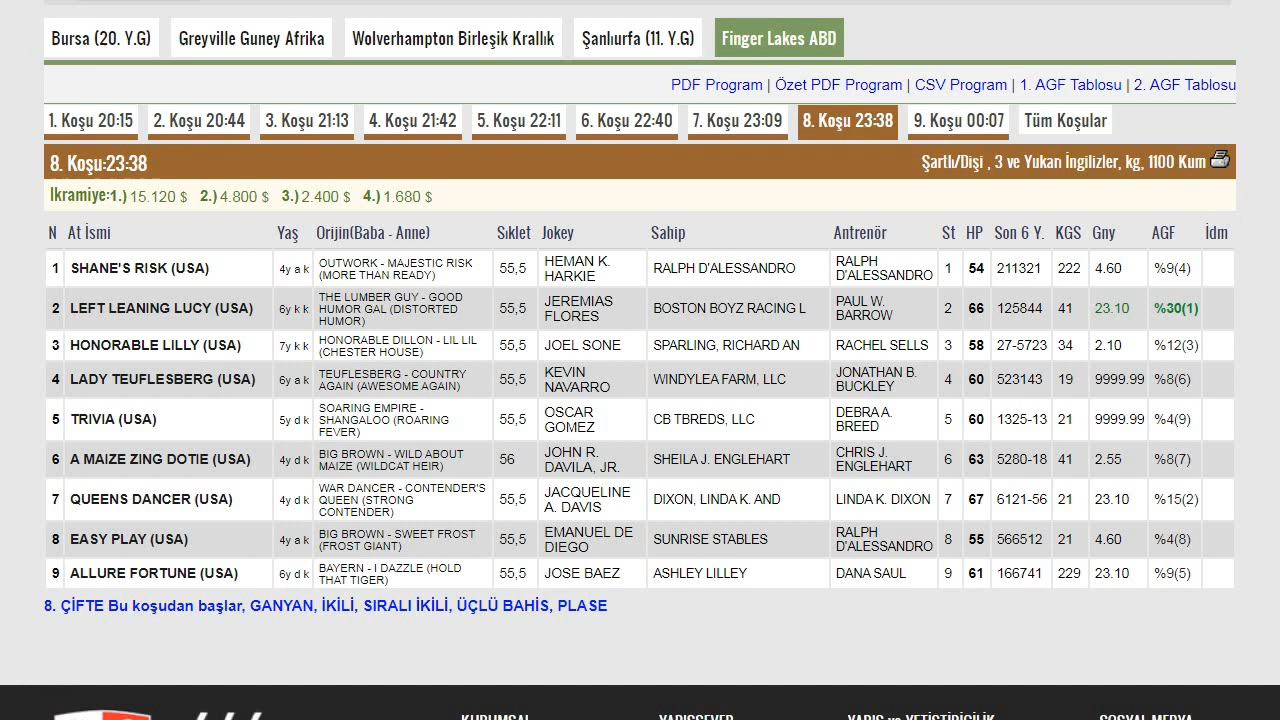 Bursa (20. Y.G) Greyville Guney Afrika Wolverhampton Birleşik Krallık Şanlıurfa (11. Y.G) Finger Lakes ABD
PDF Program | Özet PDF Program | CSV Program | 1. AGF Tablosu | 2. AGF Tablosu
1. Koşu 20:15 2. Koşu 20:44 3. Koşu 21:13 4. Koşu 21:42 5. Koşu 22:11 6. Koşu 22:40 7. Koşu 23:09 8. Koşu 23:38 9. Koşu 00:07 Tüm Koşular
8. Koşu:23:38 Şartlı/Dişi , 3 ve Yukarı İngilizler, kg, 1100 Kum
İkramiye:1.) 15.120 $ 2.) 4.800 $ 3.) 2.400 $ 4.) 1.680 $
N At İsmi Yaş Orijin(Baba - Anne) Sıklet Jokey Sahip Antrenör St HP Son 6 Y. KGS Gny AGF İdm
1 SHANE'S RISK (USA) 4y a k OUTWORK - MAJESTIC RISK (MORE THAN READY) 55,5 HEMAN K. HARKIE RALPH D'ALESSANDRO RALPH D'ALESSANDRO 1 54 211321 222 4.60 %9(4)
2 LEFT LEANING LUCY (USA) 6y k k THE LUMBER GUY - GOOD HUMOR GAL (DISTORTED HUMOR) 55,5 JEREMIAS FLORES BOSTON BOYZ RACING L PAUL W. BARROW 2 66 125844 41 23.10 %30(1)
3 HONORABLE LILLY (USA) 7y k k HONORABLE DILLON - LIL LIL (CHESTER HOUSE) 55,5 JOEL SONE SPARLING, RICHARD AN RACHEL SELLS 3 58 27-5723 34 2.10 %12(3)
4 LADY TEUFLESBERG (USA) 6y a k TEUFLESBERG - COUNTRY AGAIN (AWESOME AGAIN) 55,5 KEVIN NAVARRO WINDYLEA FARM, LLC JONATHAN B. BUCKLEY 4 60 523143 19 9999.99 %8(6)
5 TRIVIA (USA) 5y d k SOARING EMPIRE - SHANGALOO (ROARING FEVER) 55,5 OSCAR GOMEZ CB TBREDS, LLC DEBRA A. BREED 5 60 1325-13 21 9999.99 %4(9)
6 A MAIZE ZING DOTIE (USA) 4y d k BIG BROWN - WILD ABOUT MAIZE (WILDCAT HEIR) 56 JOHN R. DAVILA, JR. SHEILA J. ENGLEHART CHRIS J. ENGLEHART 6 63 5280-18 41 2.55 %8(7)
7 QUEENS DANCER (USA) 4y d k WAR DANCER - CONTENDER'S QUEEN (STRONG CONTENDER) 55,5 JACQUELINE A. DAVIS DIXON, LINDA K. AND LINDA K. DIXON 7 67 6121-56 21 23.10 %15(2)
8 EASY PLAY (USA) 4y a k BIG BROWN - SWEET FROST (FROST GIANT) 55,5 EMANUEL DE DIEGO SUNRISE STABLES RALPH D'ALESSANDRO 8 55 566512 21 4.60 %4(8)
9 ALLURE FORTUNE (USA) 6y d k BAYERN - I DAZZLE (HOLD THAT TIGER) 55,5 JOSE BAEZ ASHLEY LILLEY DANA SAUL 9 61 166741 229 23.10 %9(5)
8. ÇİFTE Bu koşudan başlar, GANYAN, İKİLİ, SIRALI İKİLİ, ÜÇLÜ BAHİS, PLASE
KURUMSAL YARIŞSEVER YARIŞ ve YETİŞTİRİCİLİK SOSYAL MEDYA